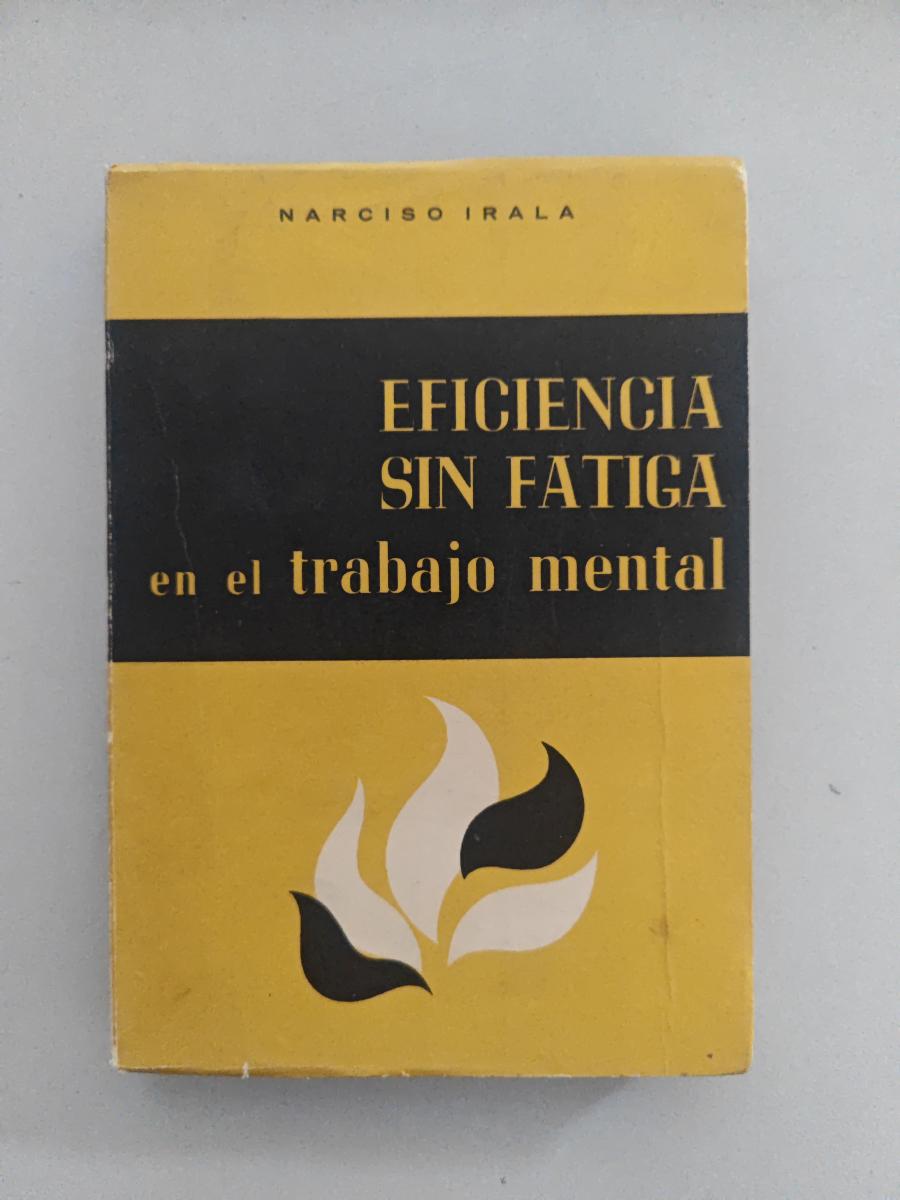 NARCISO IRALA
EFICIENCIA
SIN FATIGA
en el trabajo mental